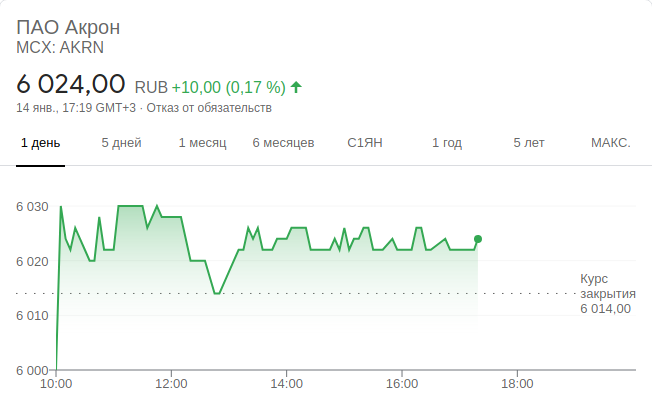 ПАО Акрон
MCX: AKRN
6 024,00 RUB +10,00 (0,17 %)
14 янв., 17:19 GMT+3 · Отказ от обязательств
1 день 5 дней 1 месяц 6 месяцев С1ЯН 1 год 5 лет МАКС.
6 030
6 020
6 010
6 000
Курс
закрытия
6 014,00
10:00 12:00 14:00 16:00 18:00